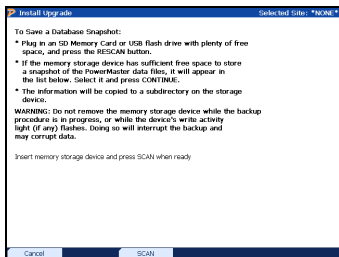 Install Upgrade
Selected Site: *NONE*
To Save a Database Snapshot:
* Plug in an SD Memory Card or USB flash drive with plenty of free
space, and press the RESCAN button.
* If the memory storage device has sufficient free space to store
a snapshot of the PowerMaster data files, it will appear in
the list below. Select it and press CONTINUE.
* The information will be copied to a subdirectory on the storage
device.
WARNING: Do not remove the memory storage device while the backup
procedure is in progress, or while the device's write activity
light (if any) flashes. Doing so will interrupt the backup and
may corrupt data.
Insert memory storage device and press SCAN when ready
Cancel
SCAN